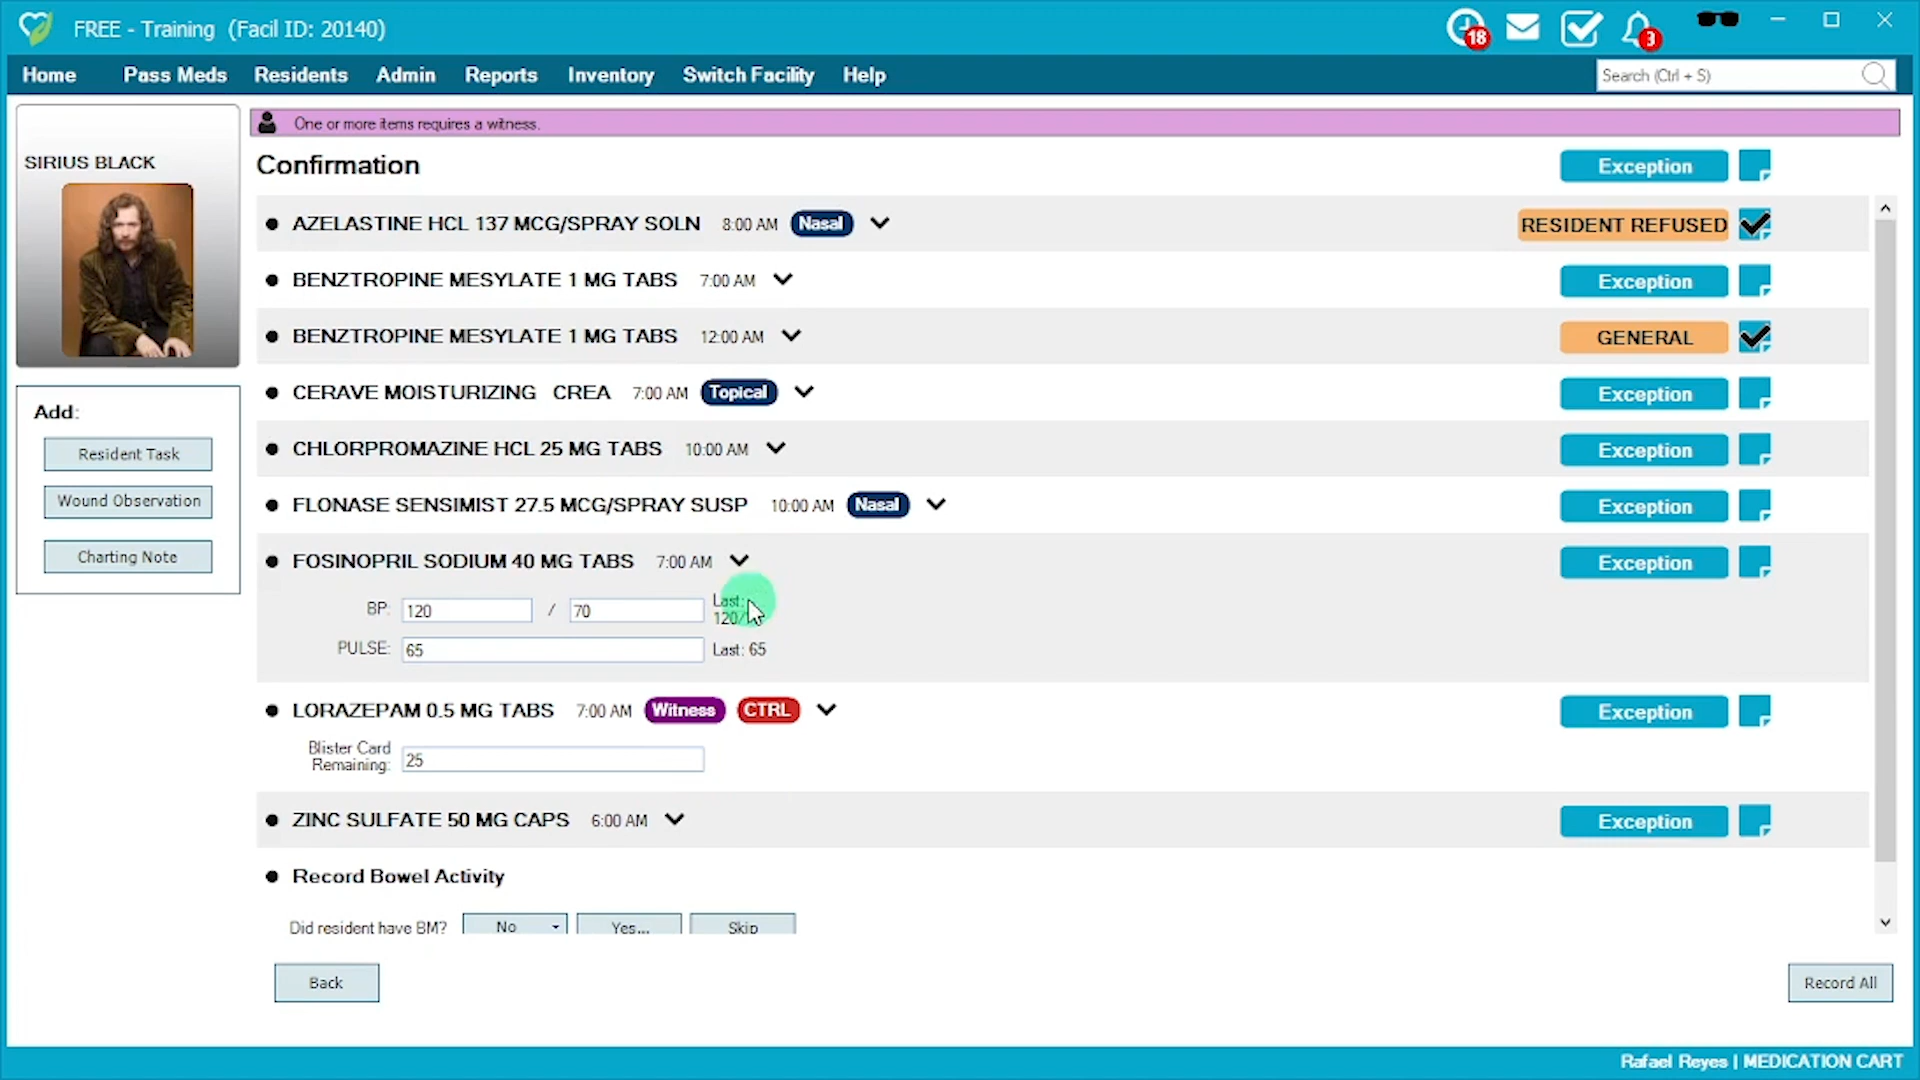 FREE - Training (Facil ID: 20140)
18
3
Home Pass Meds Residents Admin Reports Inventory Switch Facility Help
Search (Ctrl + S)
SIRIUS BLACK
Add:
Resident Task
Wound Observation
Charting Note
One or more items requires a witness.
Confirmation Exception
AZELASTINE HCL 137 MCG/SPRAY SOLN 8:00 AM Nasal RESIDENT REFUSED
BENZTROPINE MESYLATE 1 MG TABS 7:00 AM Exception
BENZTROPINE MESYLATE 1 MG TABS 12:00 AM GENERAL
CERAVE MOISTURIZING CREA 7:00 AM Topical Exception
CHLORPROMAZINE HCL 25 MG TABS 10:00 AM Exception
FLONASE SENSIMIST 27.5 MCG/SPRAY SUSP 10:00 AM Nasal Exception
FOSINOPRIL SODIUM 40 MG TABS 7:00 AM Exception
BP: 120 / 70 Last:
120/
PULSE: 65 Last: 65
LORAZEPAM 0.5 MG TABS 7:00 AM Witness CTRL Exception
Blister Card
Remaining: 25
ZINC SULFATE 50 MG CAPS 6:00 AM Exception
Record Bowel Activity
Did resident have BM? No Yes... Skip
Back Record All
Rafael Reyes | MEDICATION CART